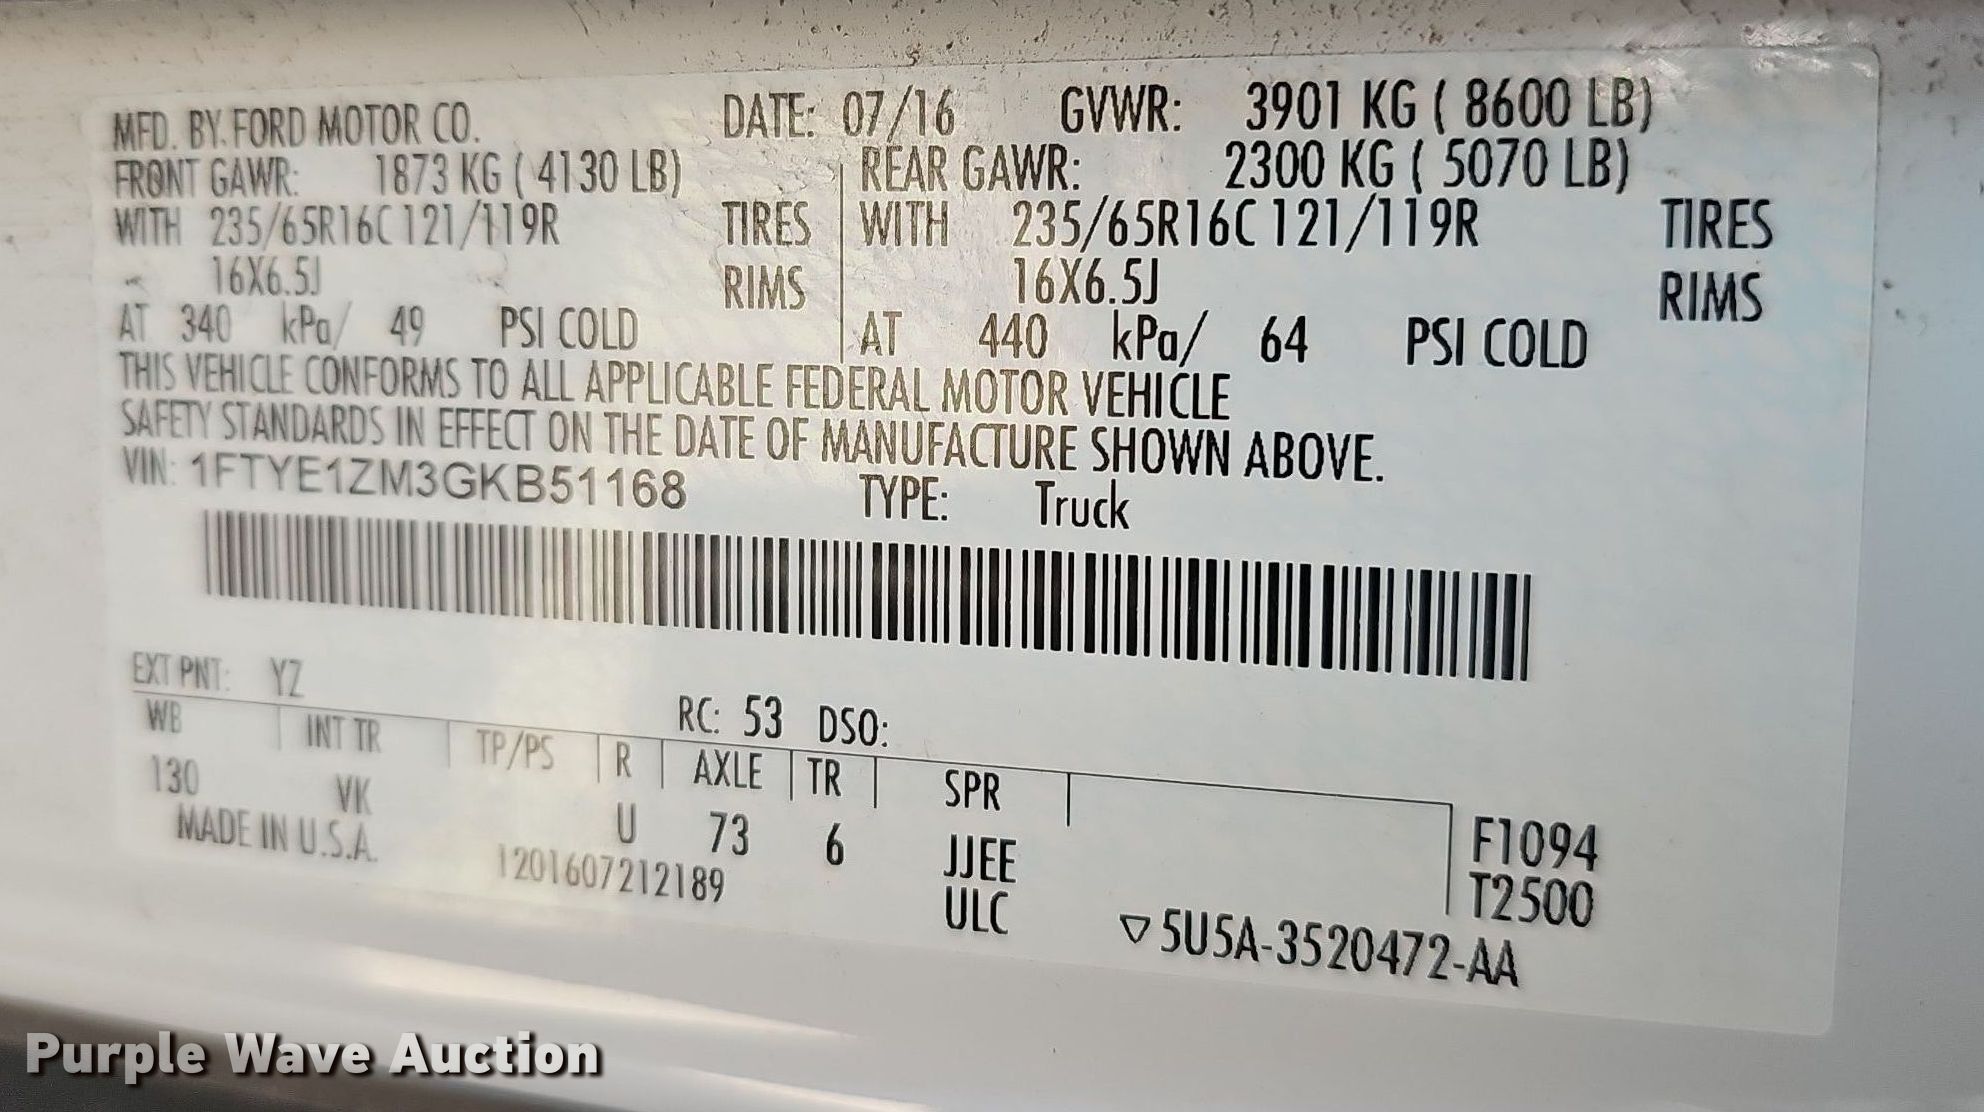 MFD. BY. FORD MOTOR CO. DATE: 07/16 GVWR: 3901 KG ( 8600 LB)
FRONT GAWR: 1873 KG ( 4130 LB) REAR GAWR: 2300 KG ( 5070 LB)
WITH 235/65R16C 121/119R TIRES WITH 235/65R16C 121/119R TIRES
16X6.5J RIMS 16X6.5J RIMS
AT 340 kPa/ 49 PSI COLD AT 440 kPa/ 64 PSI COLD
THIS VEHICLE CONFORMS TO ALL APPLICABLE FEDERAL MOTOR VEHICLE
SAFETY STANDARDS IN EFFECT ON THE DATE OF MANUFACTURE SHOWN ABOVE.
VIN: 1FTYE1ZM3GKB51168 TYPE: Truck
EXT PNT: YZ RC: 53 DSO:
WB INT TR TP/PS R AXLE TR SPR
130 VK U 73 6 JJEE F1094
MADE IN U.S.A. 1201607212189 ULC T2500
▽ 5U5A-3520472-AA
Purple Wave Auction